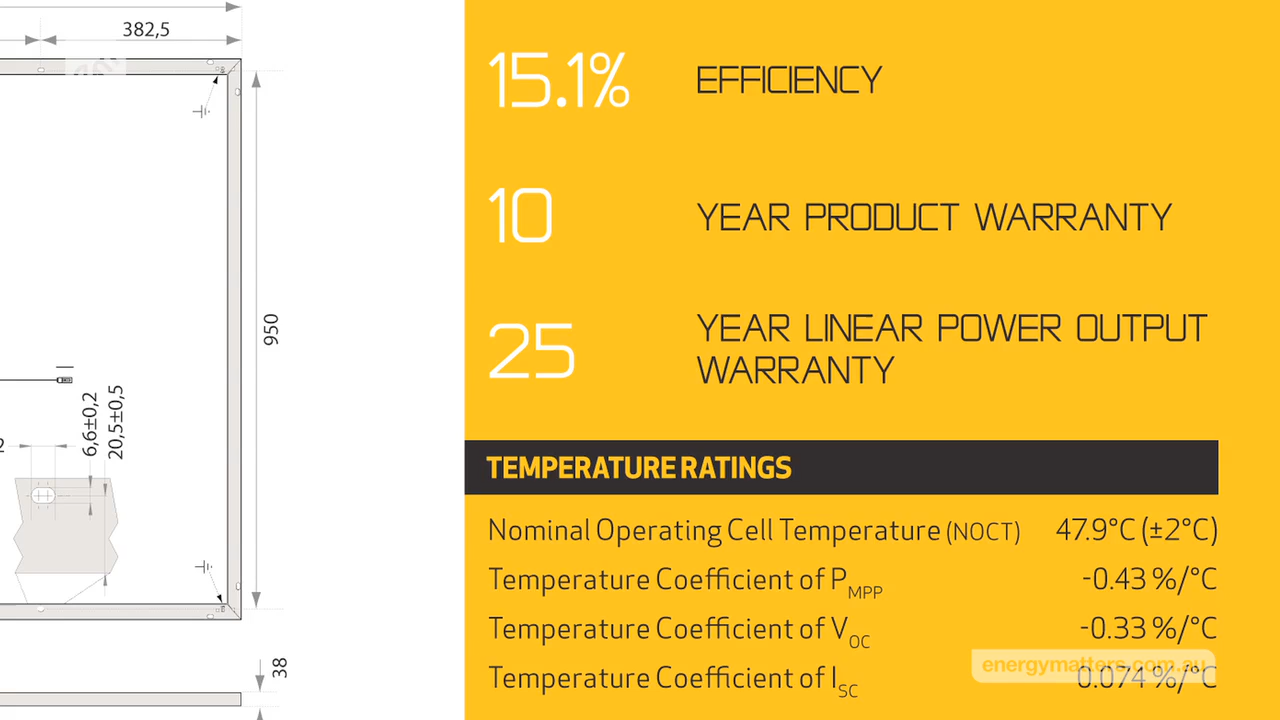 382,5
950
6,6±0,2
20,5±0,5
38
15.1% EFFICIENCY
10 YEAR PRODUCT WARRANTY
25 YEAR LINEAR POWER OUTPUT
WARRANTY
TEMPERATURE RATINGS
Nominal Operating Cell Temperature (NOCT) 47.9°C (±2°C)
Temperature Coefficient of PMPP -0.43 %/°C
Temperature Coefficient of VOC -0.33 %/°C
energymatters.com.au
Temperature Coefficient of ISC 0.074 %/°C